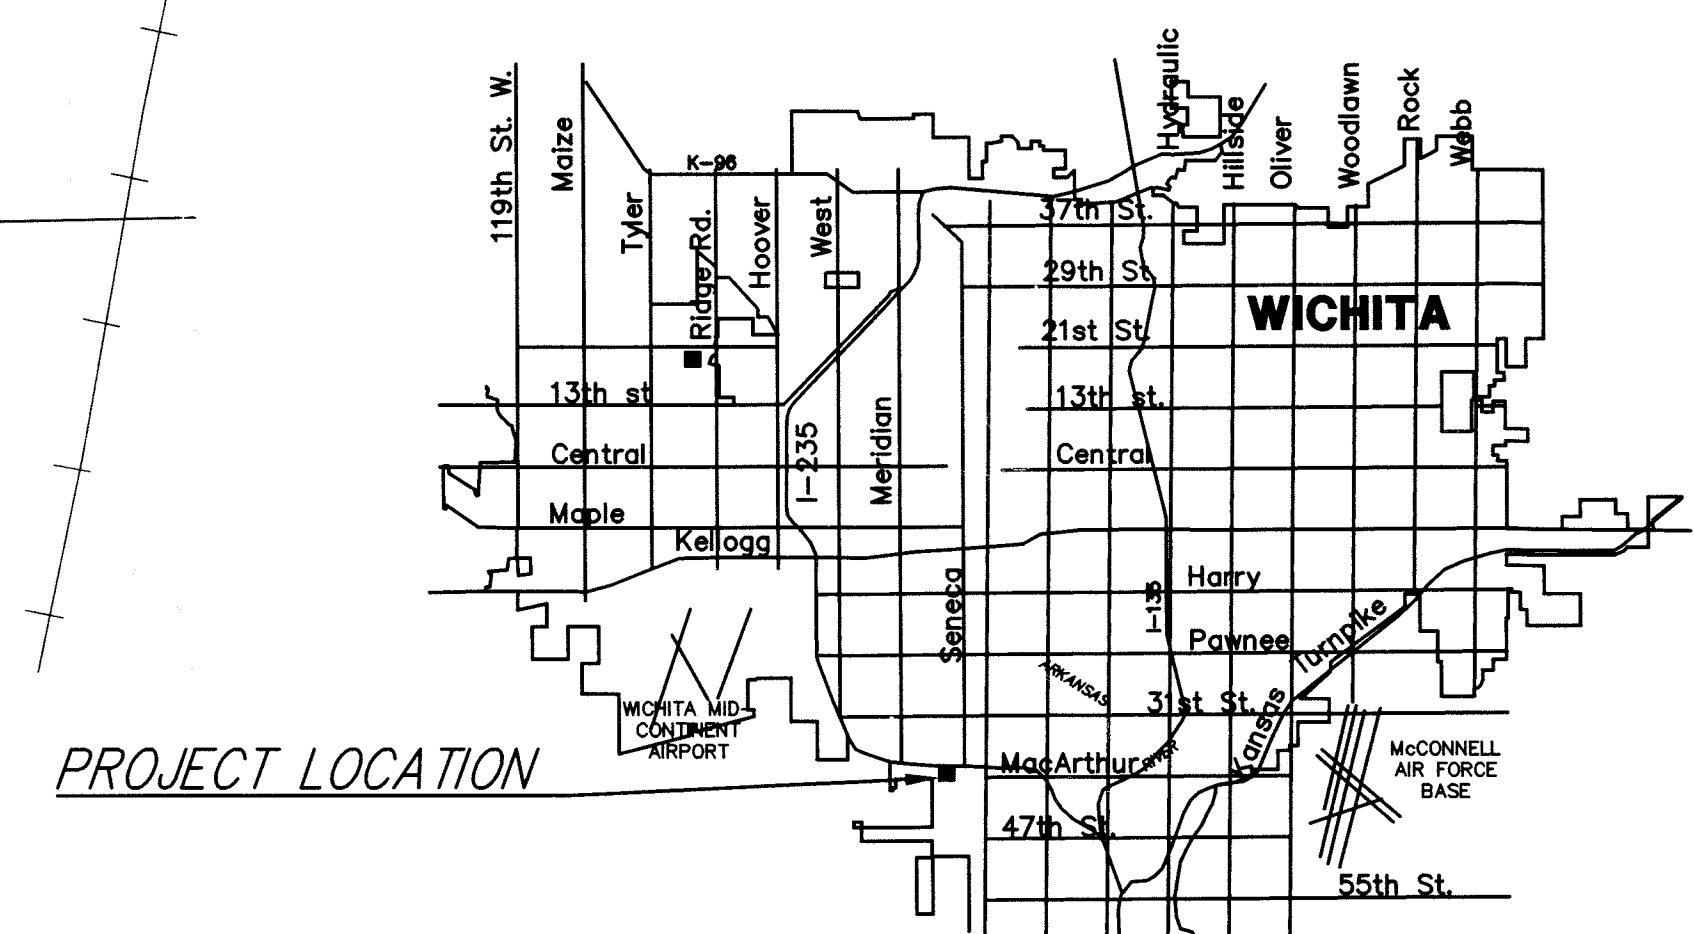 Hydraulic
Hillside
Oliver
Woodlawn
Rock
Webb
119th St. W.
Maize
K-96
Tyler
Ridge Rd.
Hoover
West
37th St.
29th St.
WICHITA
21st St.
13th st
13th st.
I-235
Meridian
Central
Central
Maple
Kellogg
Seneca
I-135
Harry
Pawnee
Kansas Turnpike
ARKANSAS
RIVER
31st St.
WICHITA MID-
CONTINENT
AIRPORT
PROJECT LOCATION
MacArthur
McCONNELL
AIR FORCE
BASE
47th St.
55th St.